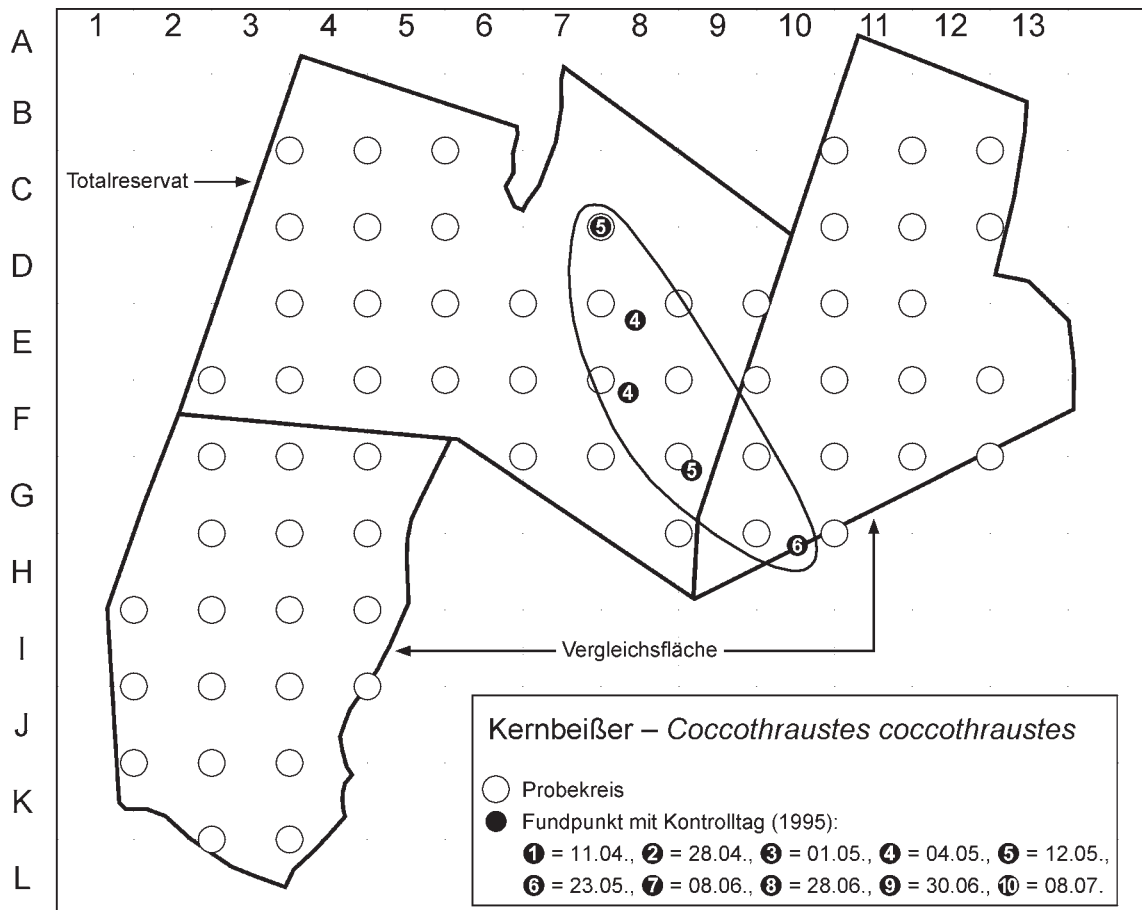 1 2 3 4 5 6 7 8 9 10 11 12 13
A
B
C
D
E
F
G
H
I
J
K
L
Totalreservat
5
4
4
5
6
Vergleichsfläche
Kernbeißer – Coccothraustes coccothraustes
Probekreis
Fundpunkt mit Kontrolltag (1995):
1 = 11.04., 2 = 28.04., 3 = 01.05., 4 = 04.05., 5 = 12.05.,
6 = 23.05., 7 = 08.06., 8 = 28.06., 9 = 30.06., 10 = 08.07.